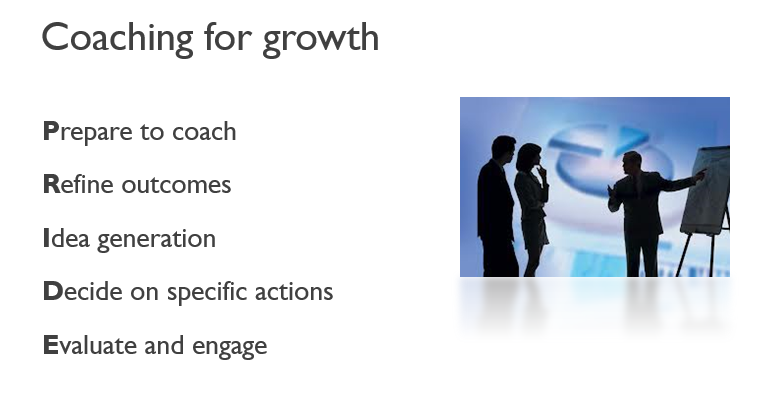 Coaching for growth
Prepare to coach
Refine outcomes
Idea generation
Decide on specific actions
Evaluate and engage